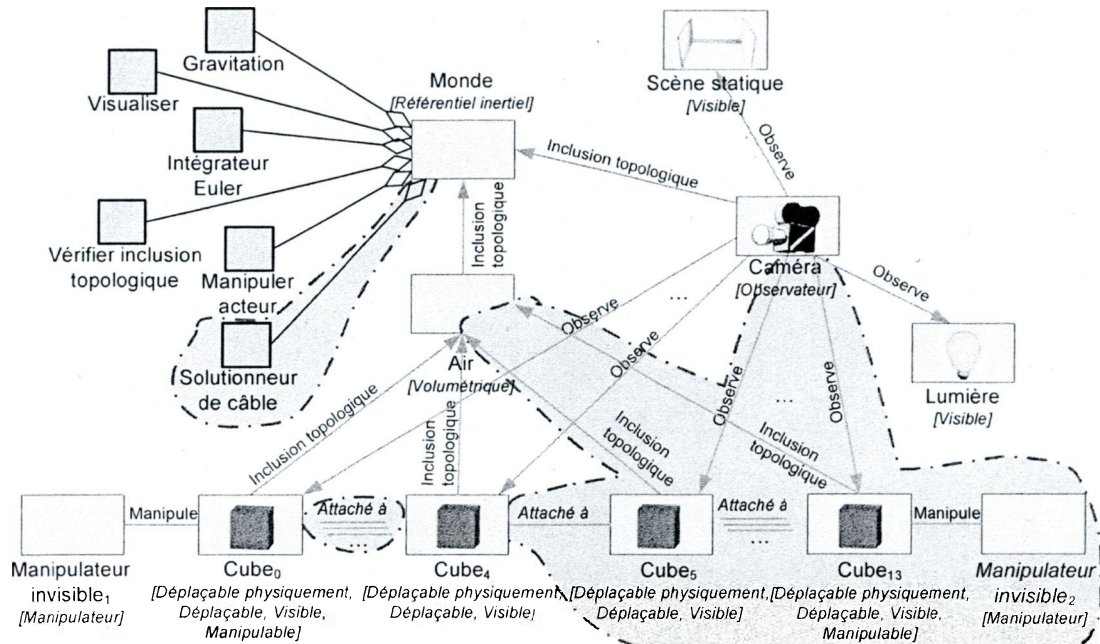 Gravitation
Visualiser
Intégrateur
Euler
Vérifier inclusion
topologique
Manipuler
acteur
Solutionneur
de câble
Monde
[Référentiel inertiel]
Scène statique
[Visible]
Observe
Inclusion topologique
Inclusion
topologique
Caméra
[Observateur]
Observe
Lumière
[Visible]
...
Observe
Observe
Observe
...
Observe
Air
[Volumétrique]
Inclusion topologique
Inclusion
topologique
Inclusion
topologique
Inclusion
topologique
Manipulateur
invisible₁
[Manipulateur]
Manipule
Cube₀
[Déplaçable physiquement,
Déplaçable, Visible,
Manipulable]
Attaché à
...
Cube₄
[Déplaçable physiquement,
Déplaçable, Visible]
Attaché à
Cube₅
[Déplaçable physiquement,
Déplaçable, Visible]
Attaché à
...
Cube₁₃
[Déplaçable physiquement,
Déplaçable, Visible,
Manipulable]
Manipule
Manipulateur
invisible₂
[Manipulateur]